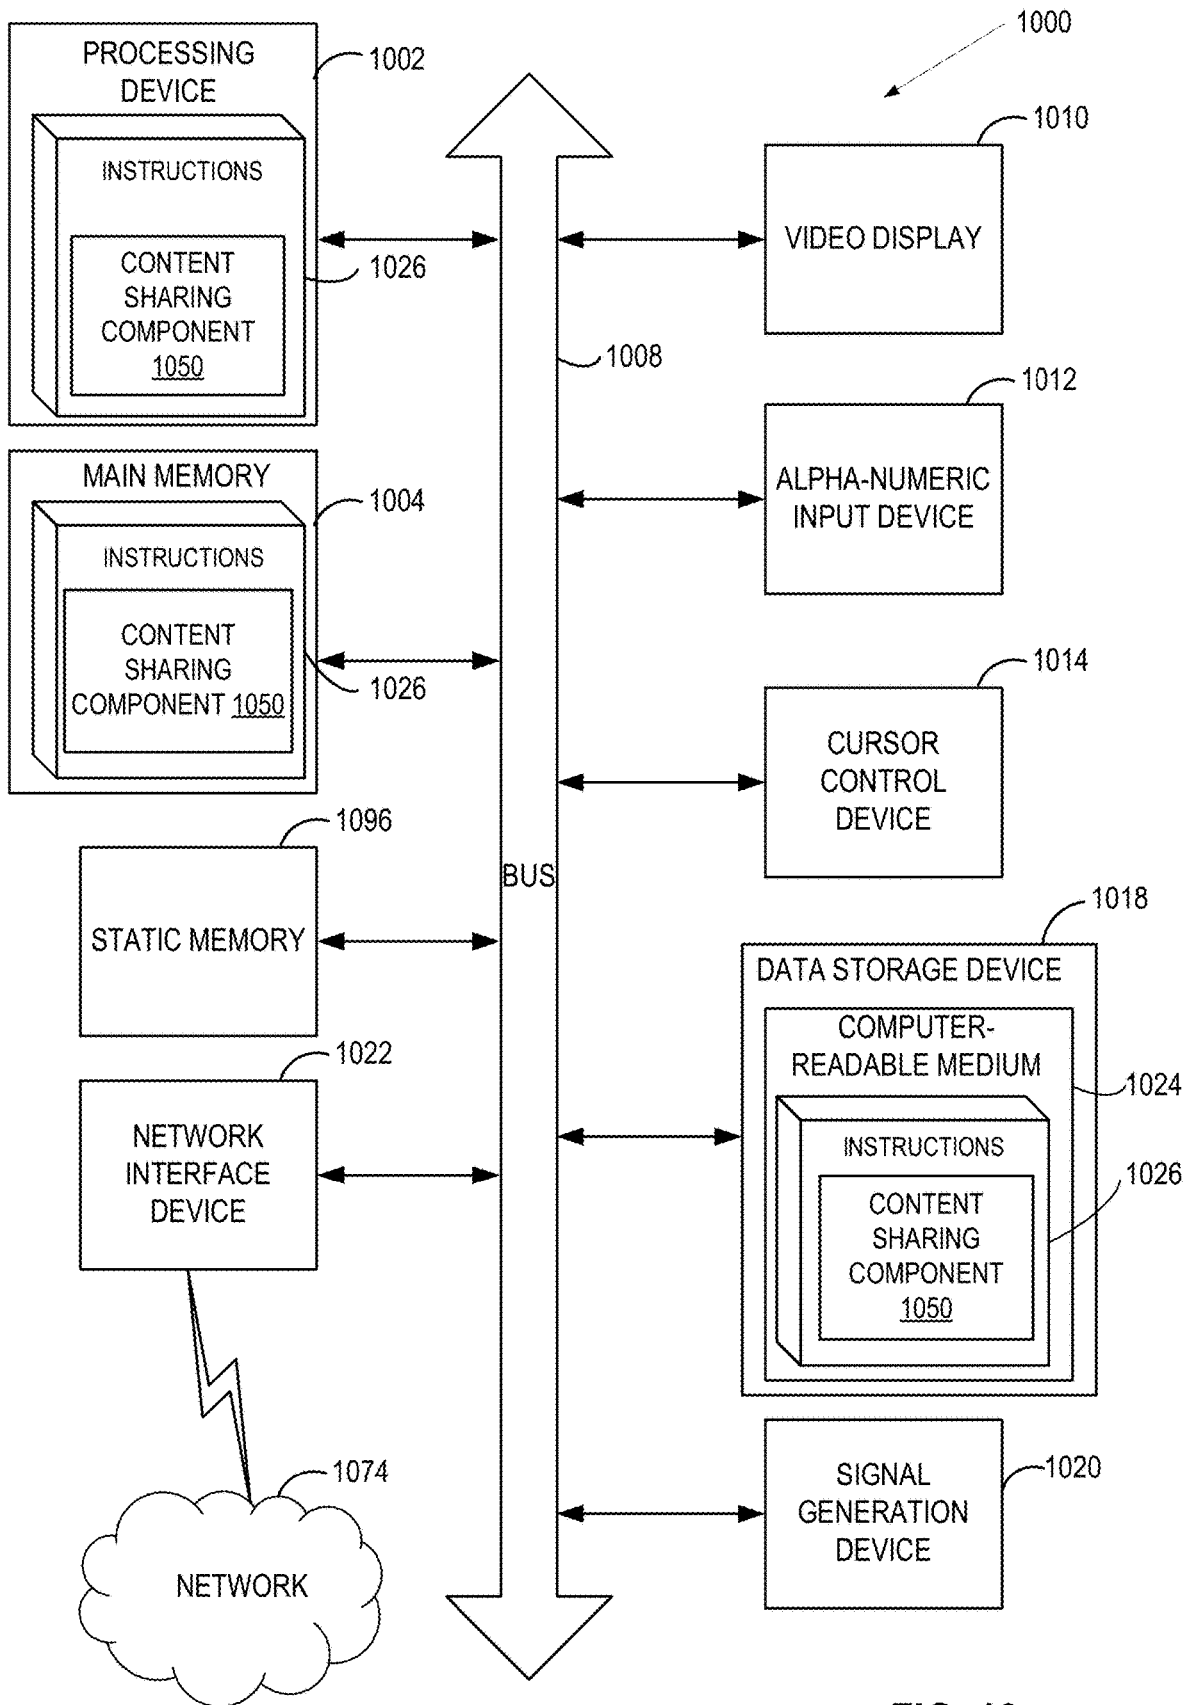 1000
PROCESSING
DEVICE
1002
INSTRUCTIONS
CONTENT
SHARING
COMPONENT
1050
1026
MAIN MEMORY
1004
INSTRUCTIONS
CONTENT
SHARING
COMPONENT 1050
1026
1096
STATIC MEMORY
1022
NETWORK
INTERFACE
DEVICE
1074
NETWORK
1008
BUS
1010
VIDEO DISPLAY
1012
ALPHA-NUMERIC
INPUT DEVICE
1014
CURSOR
CONTROL
DEVICE
1018
DATA STORAGE DEVICE
COMPUTER-
READABLE MEDIUM
1024
INSTRUCTIONS
1026
CONTENT
SHARING
COMPONENT
1050
SIGNAL
GENERATION
DEVICE
1020